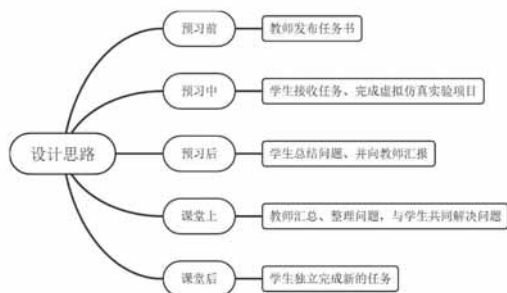 设计思路
预习前
教师发布任务书
预习中
学生接收任务、完成虚拟仿真实验项目
预习后
学生总结问题、并向教师汇报
课堂上
教师汇总、整理问题，与学生共同解决问题
课堂后
学生独立完成新的任务